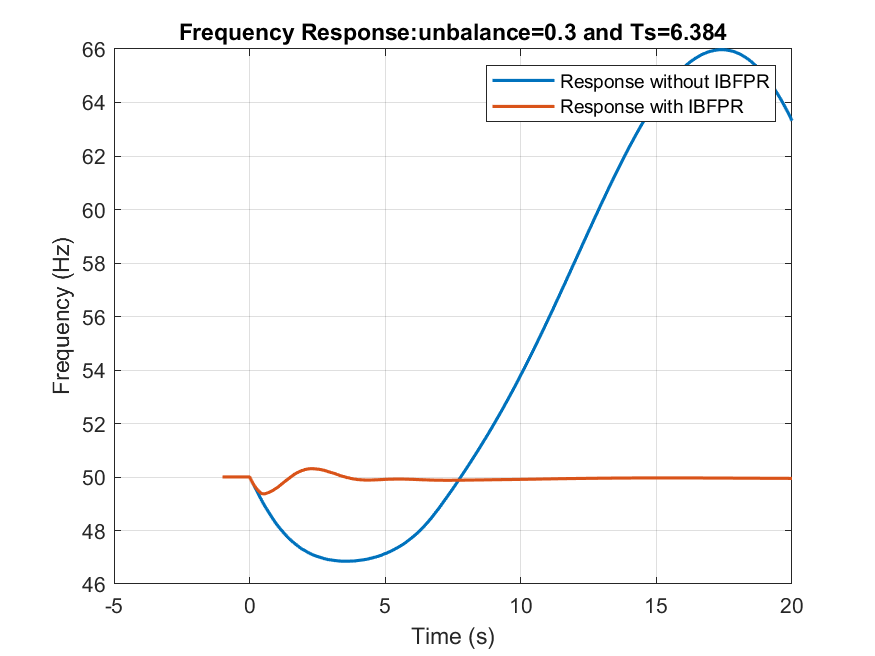 Frequency Response:unbalance=0.3 and Ts=6.384
Response without IBFPR
Response with IBFPR
Frequency (Hz)
66
64
62
60
58
56
54
52
50
48
46
-5 0 5 10 15 20
Time (s)